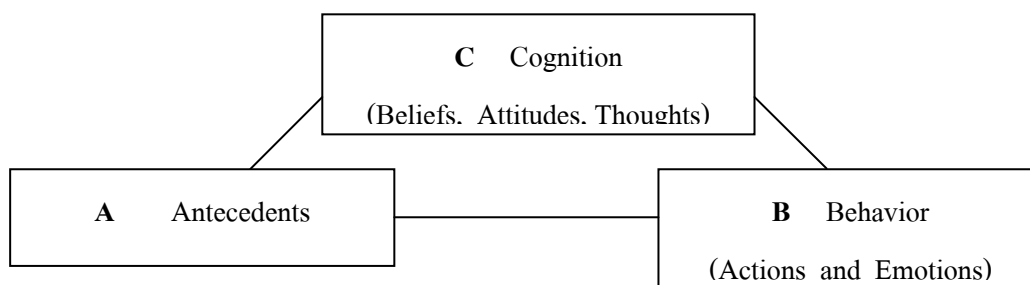 C Cognition
(Beliefs, Attitudes, Thoughts)
A Antecedents
B Behavior
(Actions and Emotions)